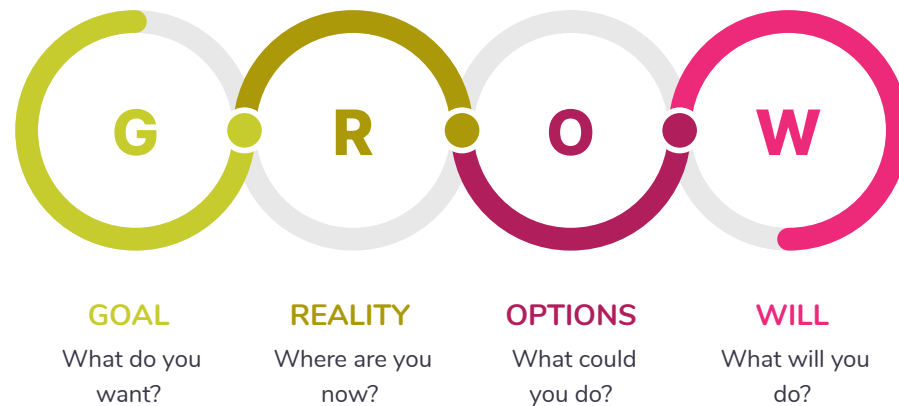 G R O W
GOAL REALITY OPTIONS WILL
What do you Where are you What could What will you
want? now? you do? do?